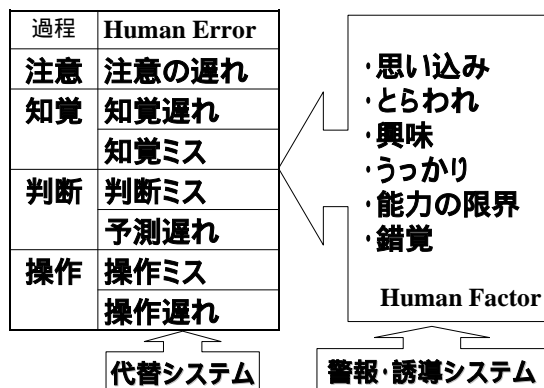 過程 Human Error
注意 注意の遅れ
知覚 知覚遅れ
知覚ミス
判断 判断ミス
予測遅れ
操作 操作ミス
操作遅れ
代替システム
・思い込み
・とらわれ
・興味
・うっかり
・能力の限界
・錯覚
Human Factor
警報・誘導システム